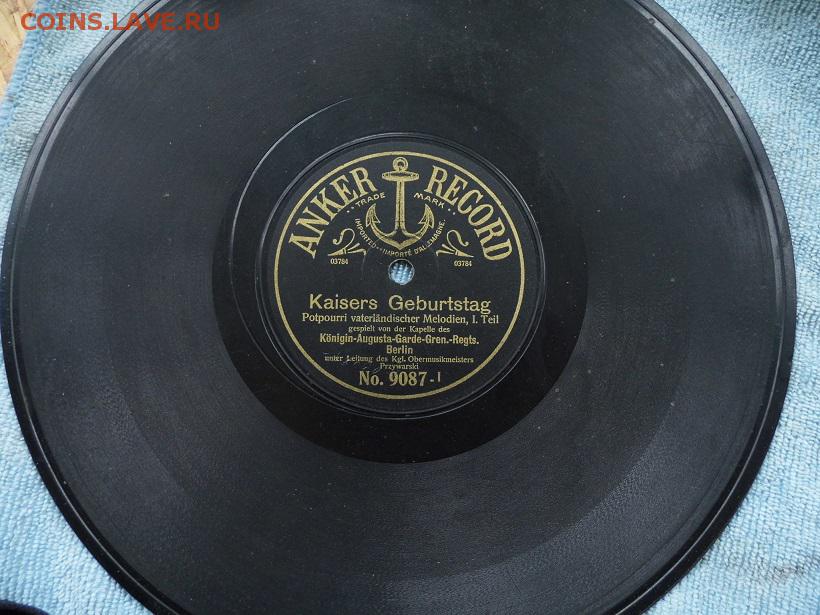 COINS.LAVE.RU
ANKER RECORD
TRADE MARK
IMPORTED IMPORTÉ D'ALLEMAGNE.
03784 03784
Kaisers Geburtstag
Potpourri vaterländischer Melodien, I. Teil
gespielt von der Kapelle des
Königin-Augusta-Garde-Gren.-Regts.
Berlin
unter Leitung des Kgl. Obermusikmeisters
Przywarski
No. 9087-I